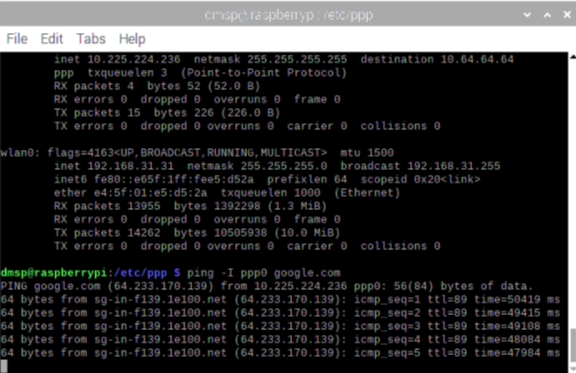 dmsp@raspberrypi: /etc/ppp
File Edit Tabs Help
inet 10.225.224.236 netmask 255.255.255.255 destination 10.64.64.64
ppp txqueuelen 3 (Point-to-Point Protocol)
RX packets 4 bytes 52 (52.0 B)
RX errors 0 dropped 0 overruns 0 frame 0
TX packets 15 bytes 226 (226.0 B)
TX errors 0 dropped 0 overruns 0 carrier 0 collisions 0
wlan0: flags=4163<UP,BROADCAST,RUNNING,MULTICAST> mtu 1500
inet 192.168.31.31 netmask 255.255.255.0 broadcast 192.168.31.255
inet6 fe80::e65f:1ff:fee5:d52a prefixlen 64 scopeid 0x20<link>
ether e4:5f:01:e5:d5:2a txqueuelen 1000 (Ethernet)
RX packets 13955 bytes 1392298 (1.3 MiB)
RX errors 0 dropped 0 overruns 0 frame 0
TX packets 14262 bytes 10505938 (10.0 MiB)
TX errors 0 dropped 0 overruns 0 carrier 0 collisions 0
dmsp@raspberrypi:/etc/ppp $ ping -I ppp0 google.com
PING google.com (64.233.170.139) from 10.225.224.236 ppp0: 56(84) bytes of data.
64 bytes from sg-in-f139.1e100.net (64.233.170.139): icmp_seq=1 ttl=89 time=50419 ms
64 bytes from sg-in-f139.1e100.net (64.233.170.139): icmp_seq=2 ttl=89 time=49415 ms
64 bytes from sg-in-f139.1e100.net (64.233.170.139): icmp_seq=3 ttl=89 time=49108 ms
64 bytes from sg-in-f139.1e100.net (64.233.170.139): icmp_seq=4 ttl=89 time=48084 ms
64 bytes from sg-in-f139.1e100.net (64.233.170.139): icmp_seq=5 ttl=89 time=47984 ms